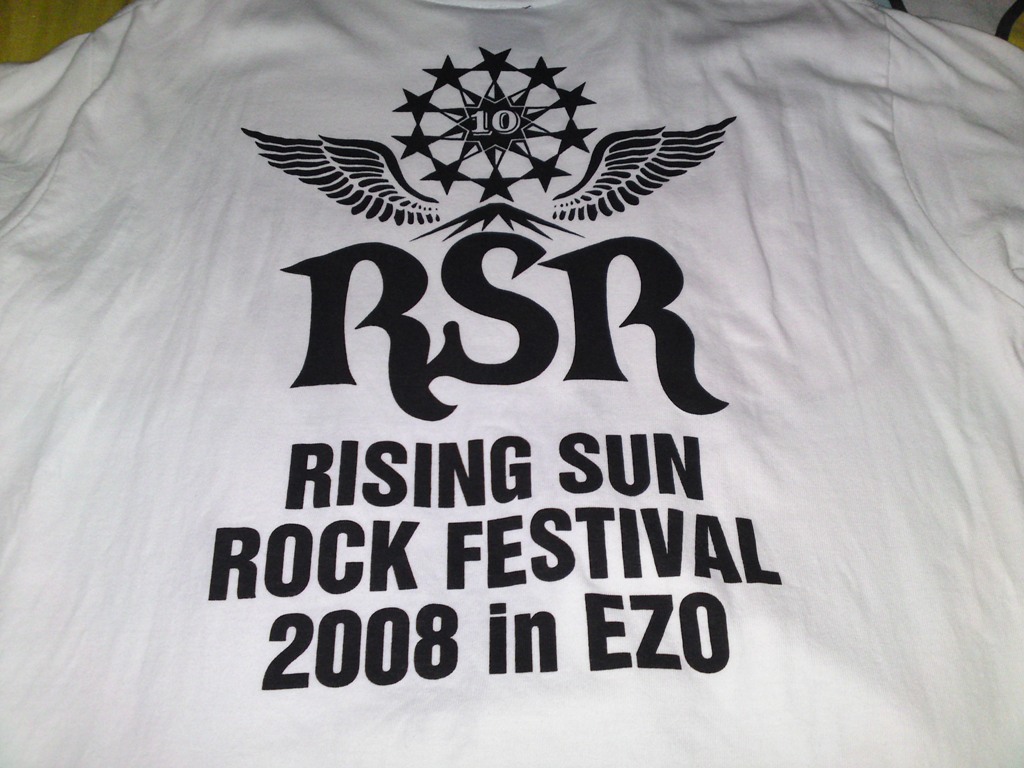 10
RSR
RISING SUN
ROCK FESTIVAL
2008 in EZO